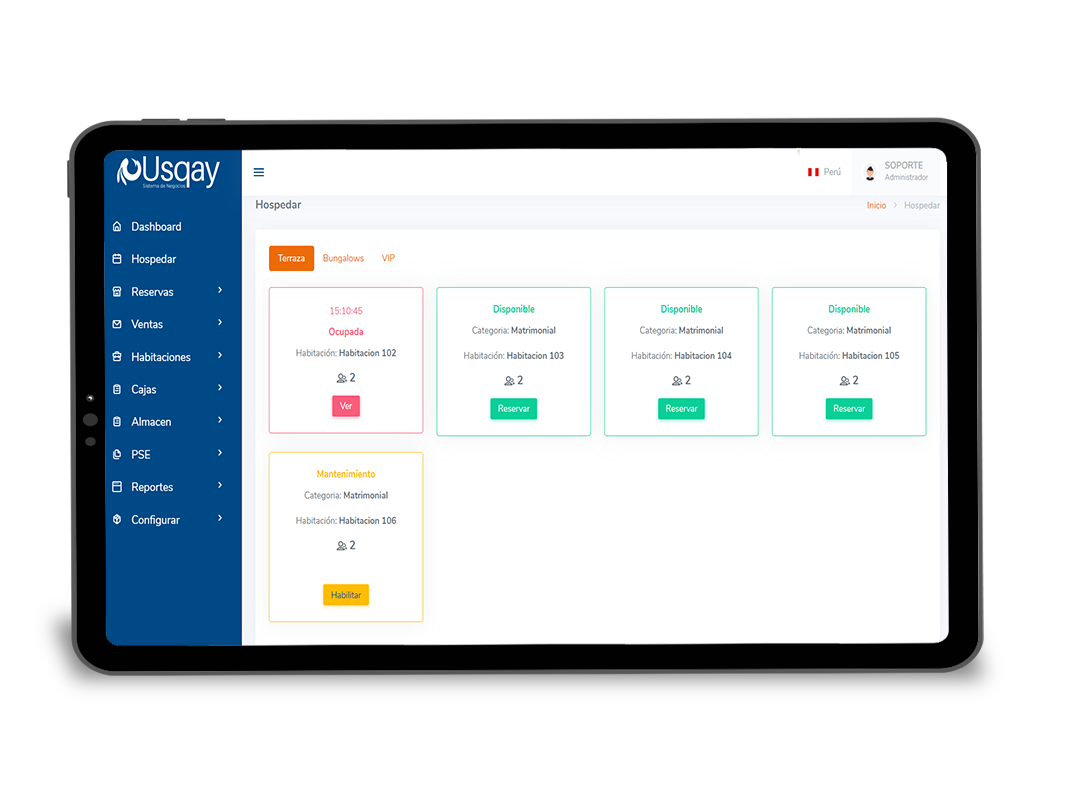 Usqay
Sistema de Negocios
Perú
SOPORTE
Administrador
Dashboard
Hospedar
Reservas
Ventas
Habitaciones
Cajas
Almacen
PSE
Reportes
Configurar
Hospedar
Inicio > Hospedar
Terraza Bungalows VIP
15:10:45
Ocupada
Habitación: Habitacion 102
2
Ver
Disponible
Categoria: Matrimonial
Habitación: Habitacion 103
2
Reservar
Disponible
Categoria: Matrimonial
Habitación: Habitacion 104
2
Reservar
Disponible
Categoria: Matrimonial
Habitación: Habitacion 105
2
Reservar
Mantenimiento
Categoria: Matrimonial
Habitación: Habitacion 106
2
Habilitar